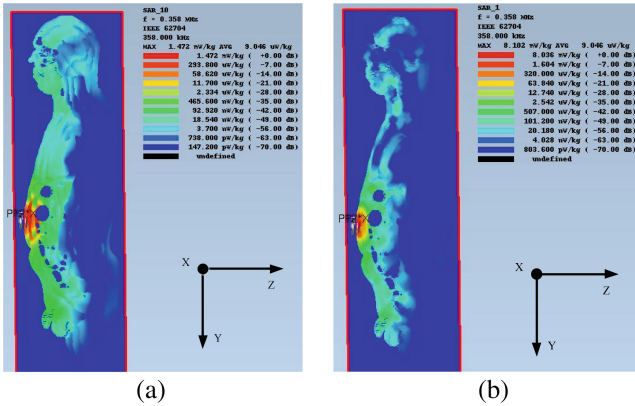 SAR_10
f = 0.358 MHz
IEEE 62704
358.000 kHz
MAX 1.472 mW/kg AVG 9.046 uW/kg
1.472 mW/kg ( +0.00 dB)
293.800 uW/kg ( -7.00 dB)
58.620 uW/kg ( -14.00 dB)
11.700 uW/kg ( -21.00 dB)
2.334 uW/kg ( -28.00 dB)
465.600 nW/kg ( -35.00 dB)
92.920 nW/kg ( -42.00 dB)
18.540 nW/kg ( -49.00 dB)
3.700 nW/kg ( -56.00 dB)
738.000 pW/kg ( -63.00 dB)
147.200 pW/kg ( -70.00 dB)
undefined
X
Z
Y
(a)
SAR_1
f = 0.358 MHz
IEEE 62704
358.000 kHz
MAX 8.102 mW/kg AVG 9.046 uW/kg
8.036 mW/kg ( +0.00 dB)
1.604 mW/kg ( -7.00 dB)
320.000 uW/kg ( -14.00 dB)
63.840 uW/kg ( -21.00 dB)
12.740 uW/kg ( -28.00 dB)
2.542 uW/kg ( -35.00 dB)
507.000 nW/kg ( -42.00 dB)
101.200 nW/kg ( -49.00 dB)
20.180 nW/kg ( -56.00 dB)
4.028 nW/kg ( -63.00 dB)
803.600 pW/kg ( -70.00 dB)
undefined
X
Z
Y
(b)